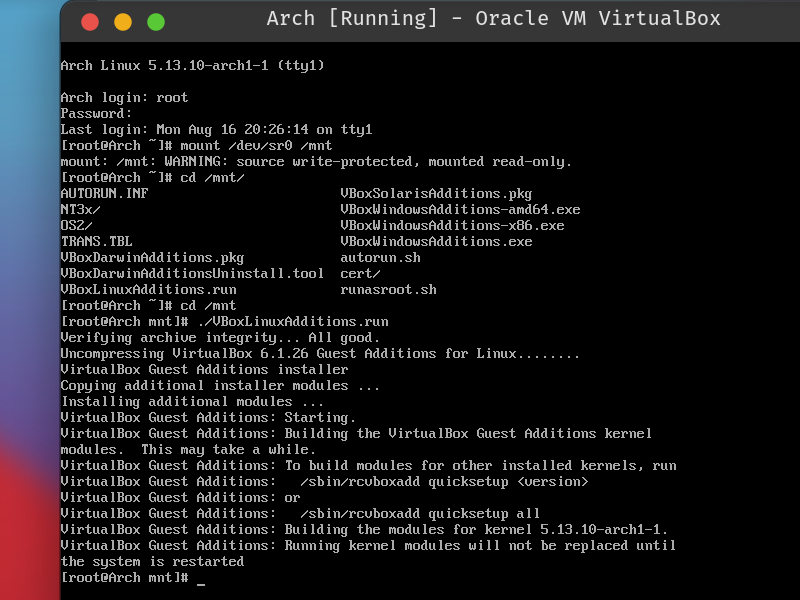 Arch [Running] - Oracle VM VirtualBox
Arch Linux 5.13.10-arch1-1 (tty1)
Arch login: root
Password:
Last login: Mon Aug 16 20:26:14 on tty1
[root@Arch ~]# mount /dev/sr0 /mnt
mount: /mnt: WARNING: source write-protected, mounted read-only.
[root@Arch ~]# cd /mnt/
AUTORUN.INF                        VBoxSolarisAdditions.pkg
NT3x/                              VBoxWindowsAdditions-amd64.exe
OS2/                               VBoxWindowsAdditions-x86.exe
TRANS.TBL                          VBoxWindowsAdditions.exe
VBoxDarwinAdditions.pkg            autorun.sh
VBoxDarwinAdditionsUninstall.tool  cert/
VBoxLinuxAdditions.run             runasroot.sh
[root@Arch ~]# cd /mnt
[root@Arch mnt]# ./VBoxLinuxAdditions.run
Verifying archive integrity... All good.
Uncompressing VirtualBox 6.1.26 Guest Additions for Linux........
VirtualBox Guest Additions installer
Copying additional installer modules ...
Installing additional modules ...
VirtualBox Guest Additions: Starting.
VirtualBox Guest Additions: Building the VirtualBox Guest Additions kernel
modules.  This may take a while.
VirtualBox Guest Additions: To build modules for other installed kernels, run
VirtualBox Guest Additions:   /sbin/rcvboxadd quicksetup <version>
VirtualBox Guest Additions: or
VirtualBox Guest Additions:   /sbin/rcvboxadd quicksetup all
VirtualBox Guest Additions: Building the modules for kernel 5.13.10-arch1-1.
VirtualBox Guest Additions: Running kernel modules will not be replaced until
the system is restarted
[root@Arch mnt]# _